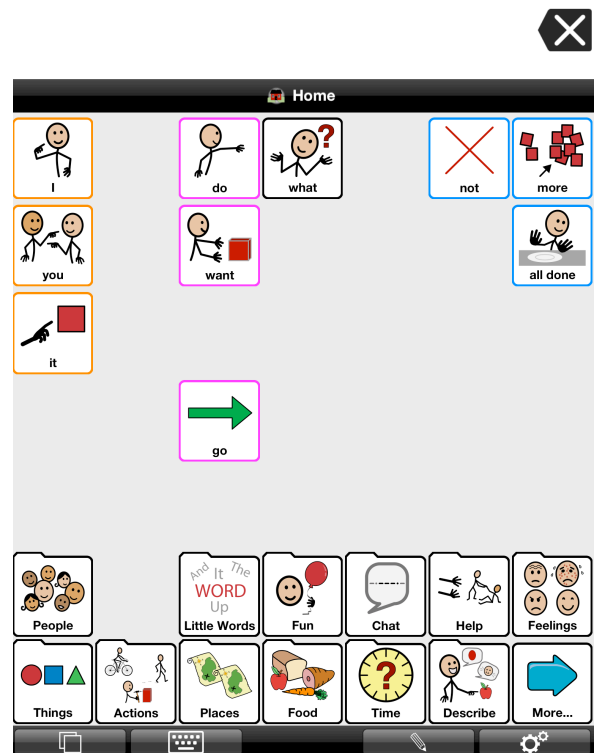 Home
I
do
what
not
more
you
want
all done
it
go
People
And It The
WORD
Up
Little Words
Fun
Chat
Help
Feelings
Things
Actions
Places
Food
Time
Describe
More...